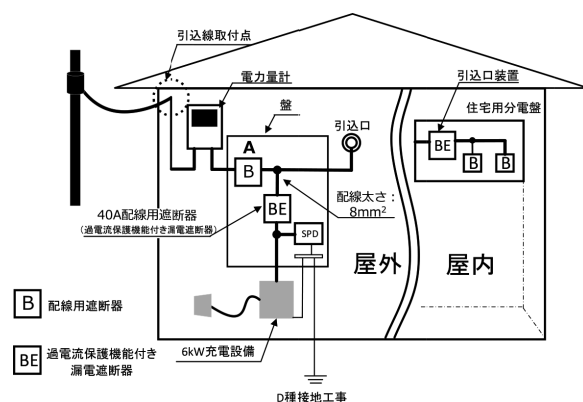 引込線取付点
電力量計
盤
A
B
引込口
引込口装置
住宅用分電盤
BE
B
B
配線太さ：
8mm²
BE
40A配線用遮断器
（過電流保護機能付き漏電遮断器）
SPD
屋外
屋内
B
配線用遮断器
BE
過電流保護機能付き
漏電遮断器
6kW充電設備
D種接地工事